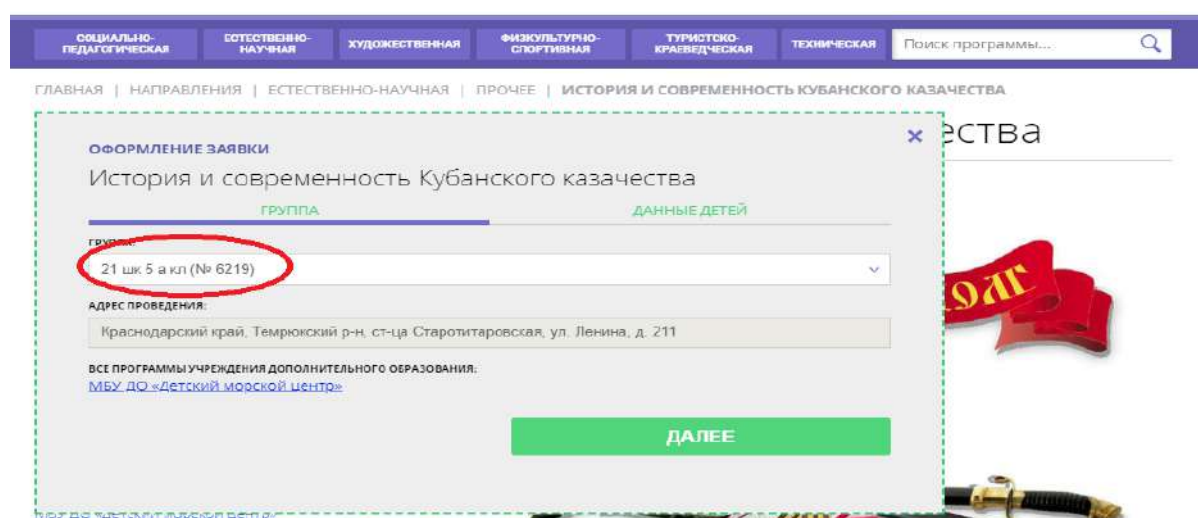 СОЦИАЛЬНО-ПЕДАГОГИЧЕСКАЯ ЕСТЕСТВЕННО-НАУЧНАЯ ХУДОЖЕСТВЕННАЯ ФИЗКУЛЬТУРНО-СПОРТИВНАЯ ТУРИСТСКО-КРАЕВЕДЧЕСКАЯ ТЕХНИЧЕСКАЯ Поиск программы...
ГЛАВНАЯ | НАПРАВЛЕНИЯ | ЕСТЕСТВЕННО-НАУЧНАЯ | ПРОЧЕЕ | ИСТОРИЯ И СОВРЕМЕННОСТЬ КУБАНСКОГО КАЗАЧЕСТВА
ества
ОФОРМЛЕНИЕ ЗАЯВКИ
История и современность Кубанского казачества
ГРУППА ДАННЫЕ ДЕТЕЙ
ГРУППА:
21 шк 5 а кл (№ 6219)
АДРЕС ПРОВЕДЕНИЯ:
Краснодарский край, Темрюкский р-н, ст-ца Старотитаровская, ул. Ленина, д. 211
ВСЕ ПРОГРАММЫ УЧРЕЖДЕНИЯ ДОПОЛНИТЕЛЬНОГО ОБРАЗОВАНИЯ:
МБУ ДО «Детский морской центр»
ДАЛЕЕ